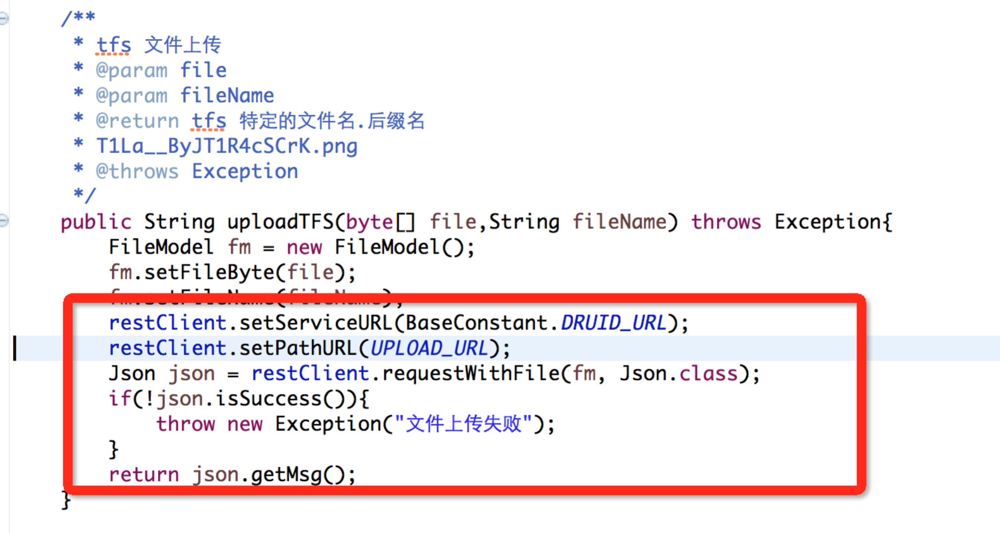 /**
* tfs 文件上传
* @param file
* @param fileName
* @return tfs 特定的文件名.后缀名
* T1La__ByJT1R4cSCrK.png
* @throws Exception
*/
public String uploadTFS(byte[] file,String fileName) throws Exception{
FileModel fm = new FileModel();
fm.setFileByte(file);
fm.setFileName(fileName);
restClient.setServiceURL(BaseConstant.DRUID_URL);
restClient.setPathURL(UPLOAD_URL);
Json json = restClient.requestWithFile(fm, Json.class);
if(!json.isSuccess()){
throw new Exception("文件上传失败");
}
return json.getMsg();
}